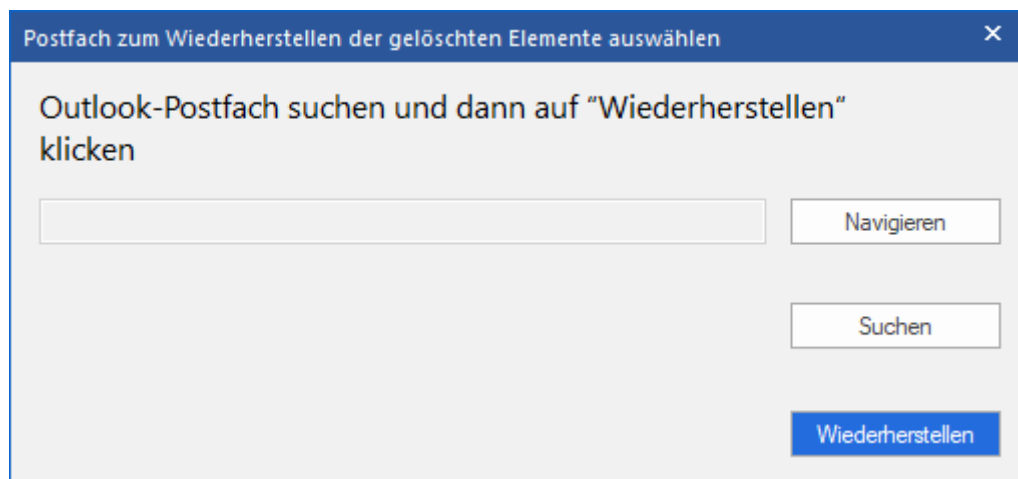 Postfach zum Wiederherstellen der gelöschten Elemente auswählen
Outlook-Postfach suchen und dann auf “Wiederherstellen“
klicken
Navigieren
Suchen
Wiederherstellen